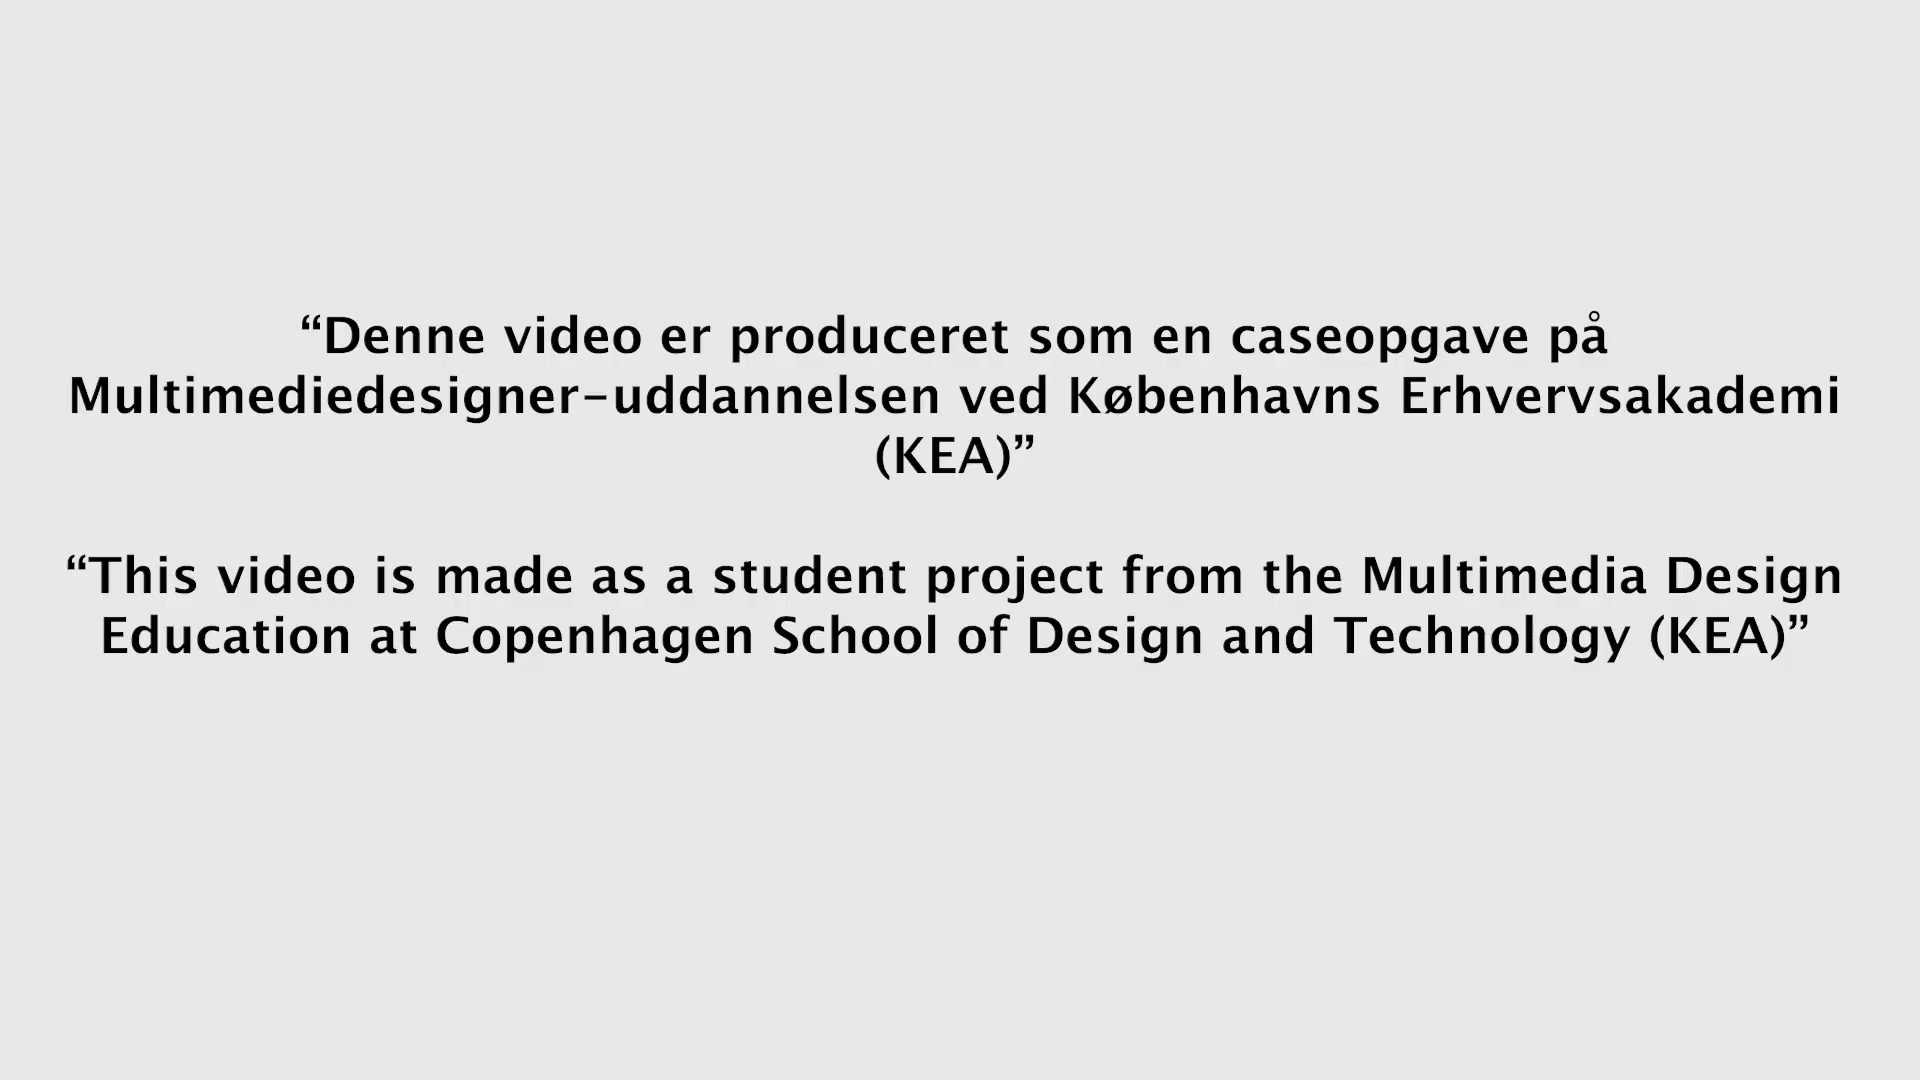 “Denne video er produceret som en caseopgave på
Multimediedesigner-uddannelsen ved Københavns Erhvervsakademi
(KEA)”
“This video is made as a student project from the Multimedia Design
Education at Copenhagen School of Design and Technology (KEA)”